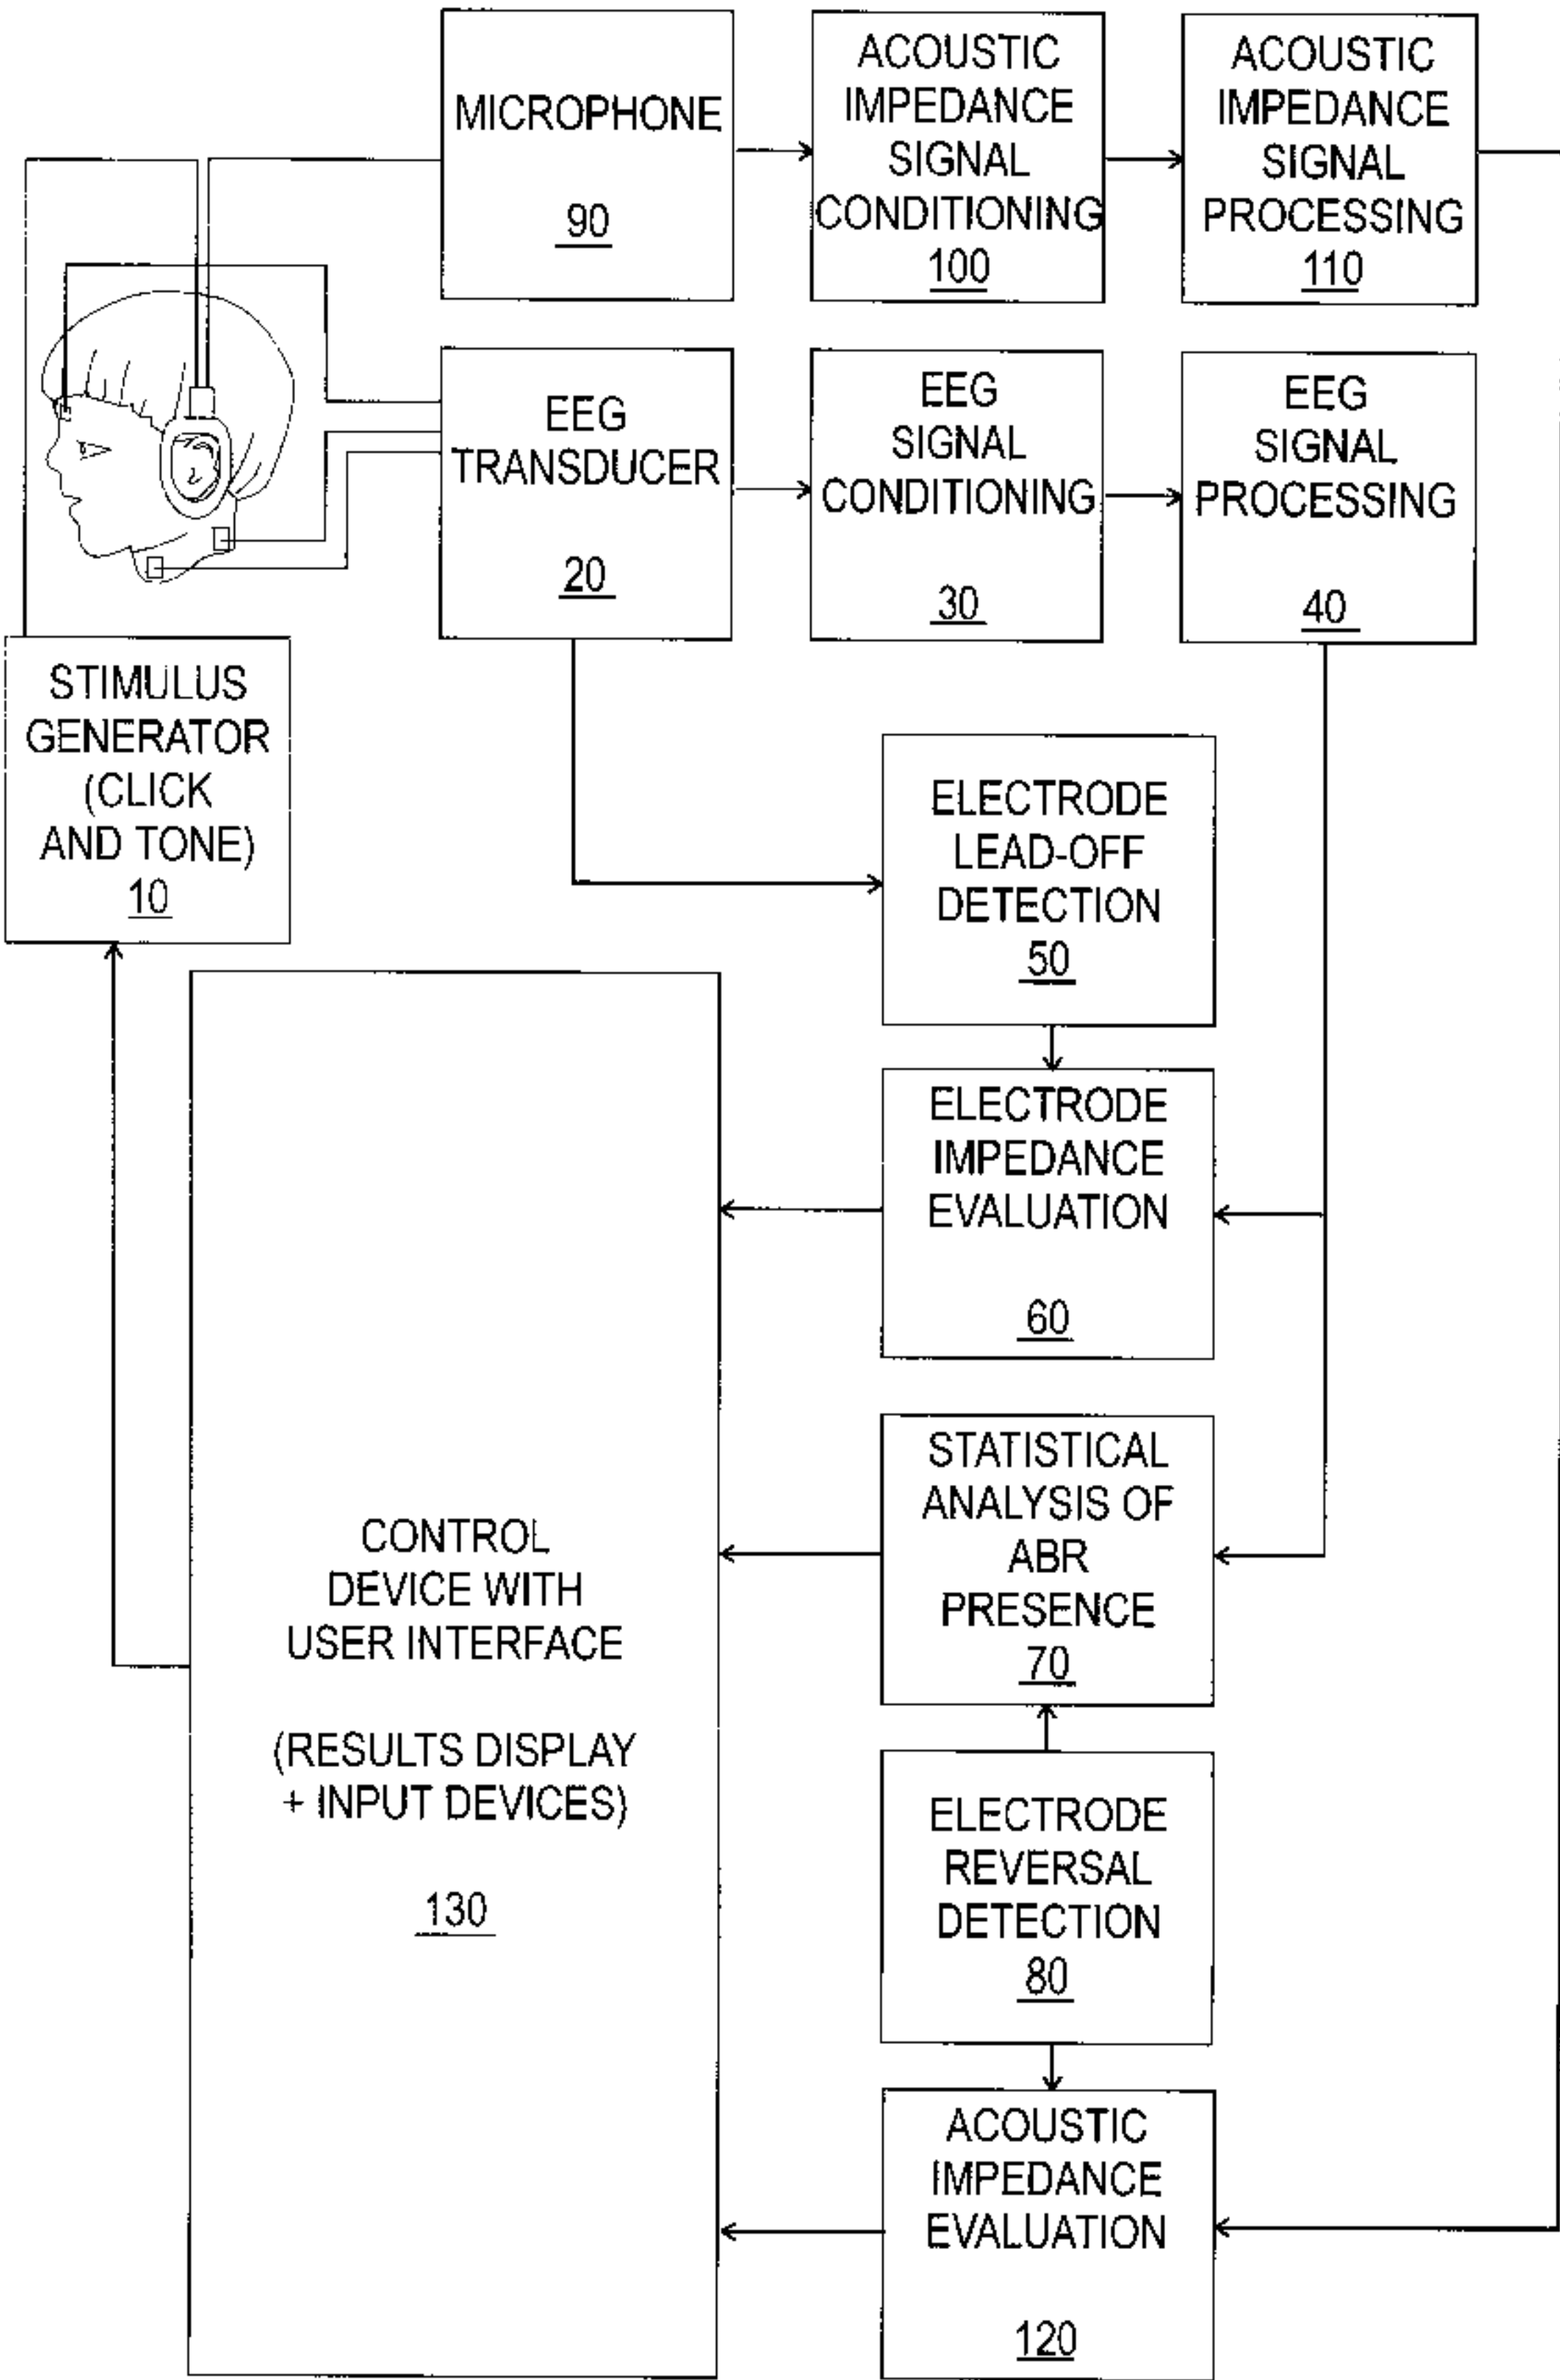 MICROPHONE
90
ACOUSTIC
IMPEDANCE
SIGNAL
CONDITIONING
100
ACOUSTIC
IMPEDANCE
SIGNAL
PROCESSING
110
EEG
TRANSDUCER
20
EEG
SIGNAL
CONDITIONING
30
EEG
SIGNAL
PROCESSING
40
STIMULUS
GENERATOR
(CLICK
AND TONE)
10
ELECTRODE
LEAD-OFF
DETECTION
50
ELECTRODE
IMPEDANCE
EVALUATION
60
STATISTICAL
ANALYSIS OF
ABR
PRESENCE
70
CONTROL
DEVICE WITH
USER INTERFACE
(RESULTS DISPLAY
+ INPUT DEVICES)
130
ELECTRODE
REVERSAL
DETECTION
80
ACOUSTIC
IMPEDANCE
EVALUATION
120